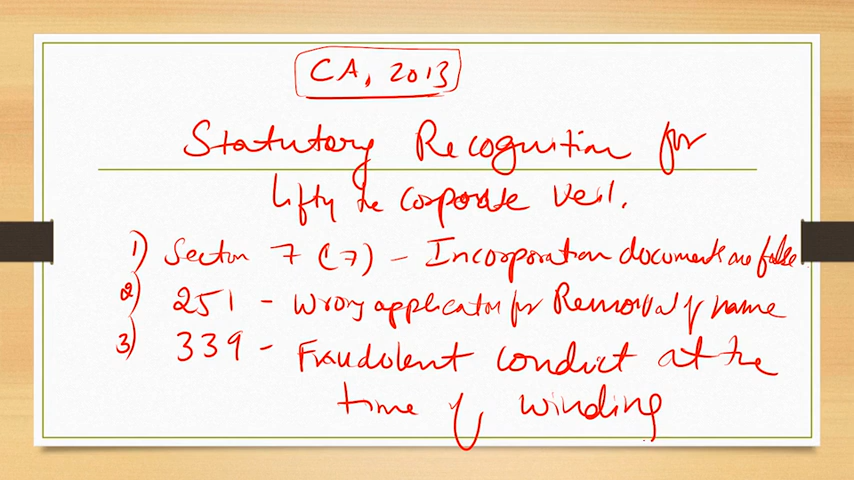 CA, 2013
Statutory Recognition for
lifting the corporate veil.
1) Section 7 (7) - Incorporation documents are false
2) 251 - Wrong application for Removal of name
3) 339 - Fraudulent conduct at the
time of winding